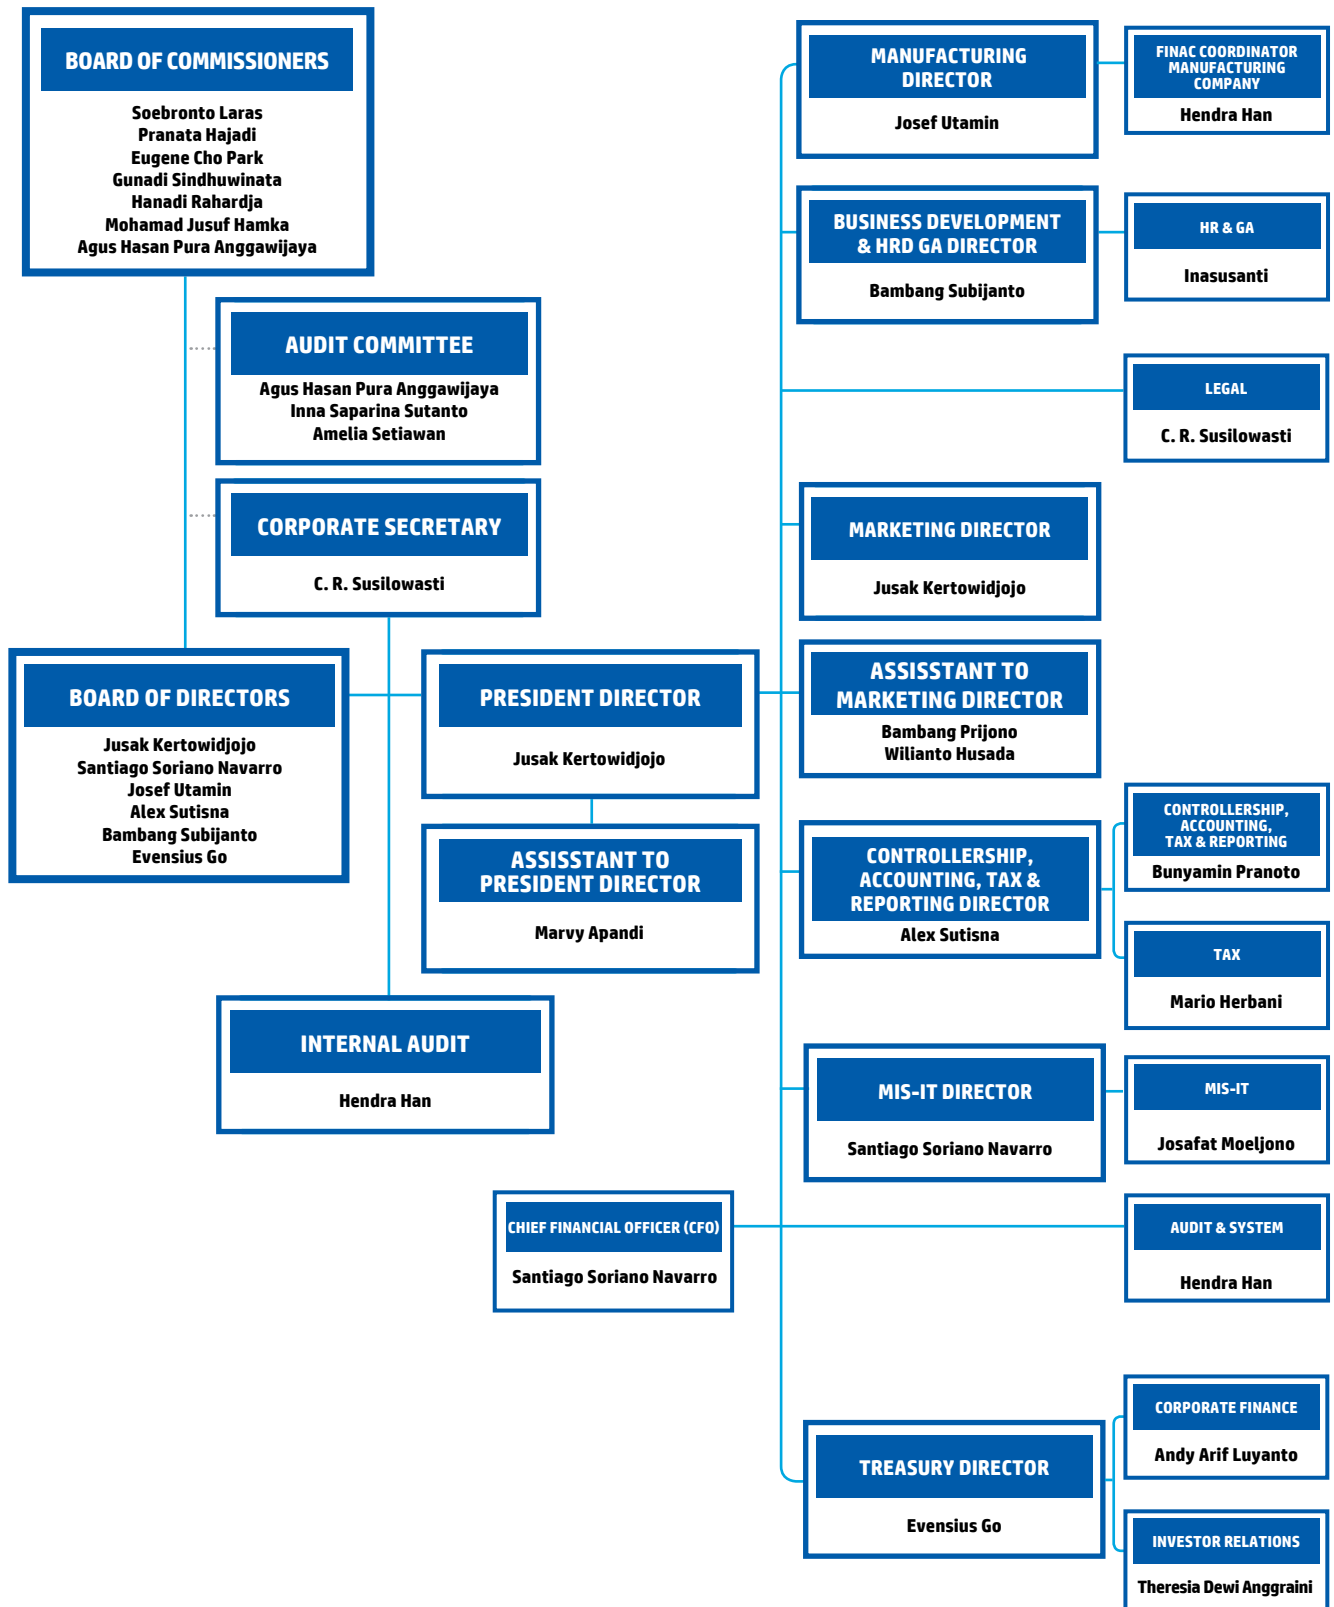 BOARD OF COMMISSIONERS
Soebronto Laras
Pranata Hajadi
Eugene Cho Park
Gunadi Sindhuwinata
Hanadi Rahardja
Mohamad Jusuf Hamka
Agus Hasan Pura Anggawijaya
AUDIT COMMITTEE
Agus Hasan Pura Anggawijaya
Inna Saparina Sutanto
Amelia Setiawan
CORPORATE SECRETARY
C. R. Susilowasti
BOARD OF DIRECTORS
Jusak Kertowidjojo
Santiago Soriano Navarro
Josef Utamin
Alex Sutisna
Bambang Subijanto
Evensius Go
PRESIDENT DIRECTOR
Jusak Kertowidjojo
ASSISSTANT TO
PRESIDENT DIRECTOR
Marvy Apandi
INTERNAL AUDIT
Hendra Han
CHIEF FINANCIAL OFFICER (CFO)
Santiago Soriano Navarro
MANUFACTURING
DIRECTOR
Josef Utamin
FINAC COORDINATOR
MANUFACTURING
COMPANY
Hendra Han
BUSINESS DEVELOPMENT
& HRD GA DIRECTOR
Bambang Subijanto
HR & GA
Inasusanti
LEGAL
C. R. Susilowasti
MARKETING DIRECTOR
Jusak Kertowidjojo
ASSISSTANT TO
MARKETING DIRECTOR
Bambang Prijono
Wilianto Husada
CONTROLLERSHIP,
ACCOUNTING, TAX &
REPORTING DIRECTOR
Alex Sutisna
CONTROLLERSHIP,
ACCOUNTING,
TAX & REPORTING
Bunyamin Pranoto
TAX
Mario Herbani
MIS-IT DIRECTOR
Santiago Soriano Navarro
MIS-IT
Josafat Moeljono
AUDIT & SYSTEM
Hendra Han
TREASURY DIRECTOR
Evensius Go
CORPORATE FINANCE
Andy Arif Luyanto
INVESTOR RELATIONS
Theresia Dewi Anggraini